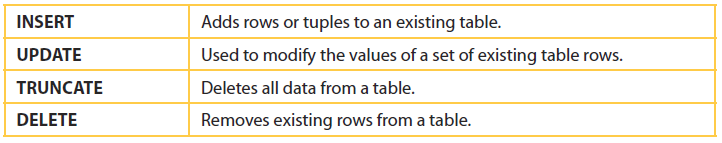 INSERT Adds rows or tuples to an existing table.
UPDATE Used to modify the values of a set of existing table rows.
TRUNCATE Deletes all data from a table.
DELETE Removes existing rows from a table.